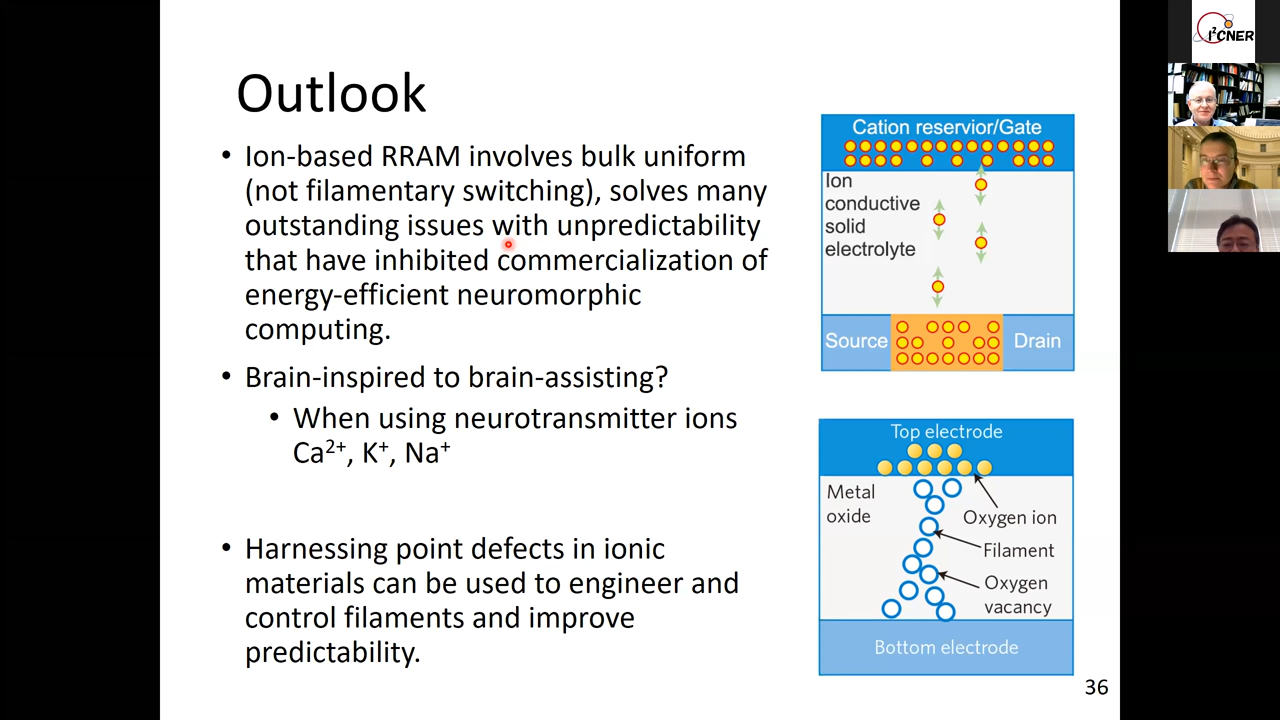 Outlook
• Ion-based RRAM involves bulk uniform
(not filamentary switching), solves many
outstanding issues with unpredictability
that have inhibited commercialization of
energy-efficient neuromorphic
computing.
• Brain-inspired to brain-assisting?
• When using neurotransmitter ions
Ca²⁺, K⁺, Na⁺
• Harnessing point defects in ionic
materials can be used to engineer and
control filaments and improve
predictability.
Cation reservior/Gate
Ion
conductive
solid
electrolyte
Source
Drain
Top electrode
Metal
oxide
Oxygen ion
Filament
Oxygen
vacancy
Bottom electrode
36
I²CNER